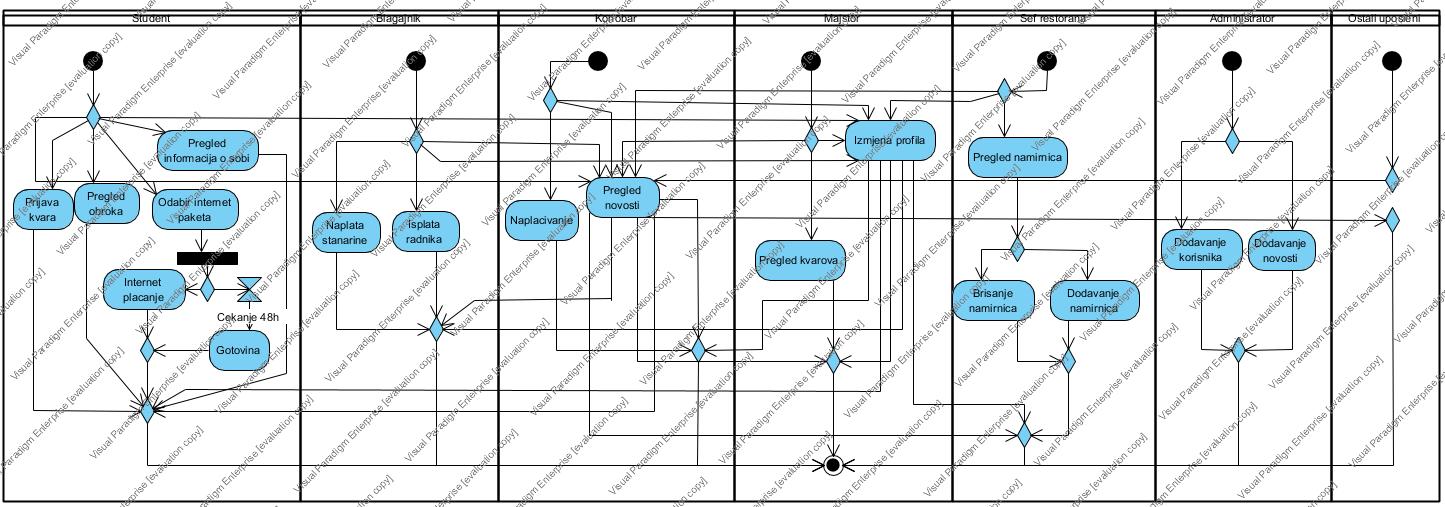 Student
Blagajnik
Konobar
Majstor
Sef restorana
Administrator
Ostali uposleni
Pregled
informacija o sobi
Prijava
kvara
Pregled
obroka
Odabir internet
paketa
Internet
placanje
Cekanje 48h
Gotovina
Naplata
stanarine
Isplata
radnika
Naplacivanje
Pregled
novosti
Izmjena profila
Pregled kvarova
Pregled namirnica
Brisanje
namirnica
Dodavanje
namirnica
Dodavanje
korisnika
Dodavanje
novosti
Visual Paradigm Enterprise [evaluation copy]